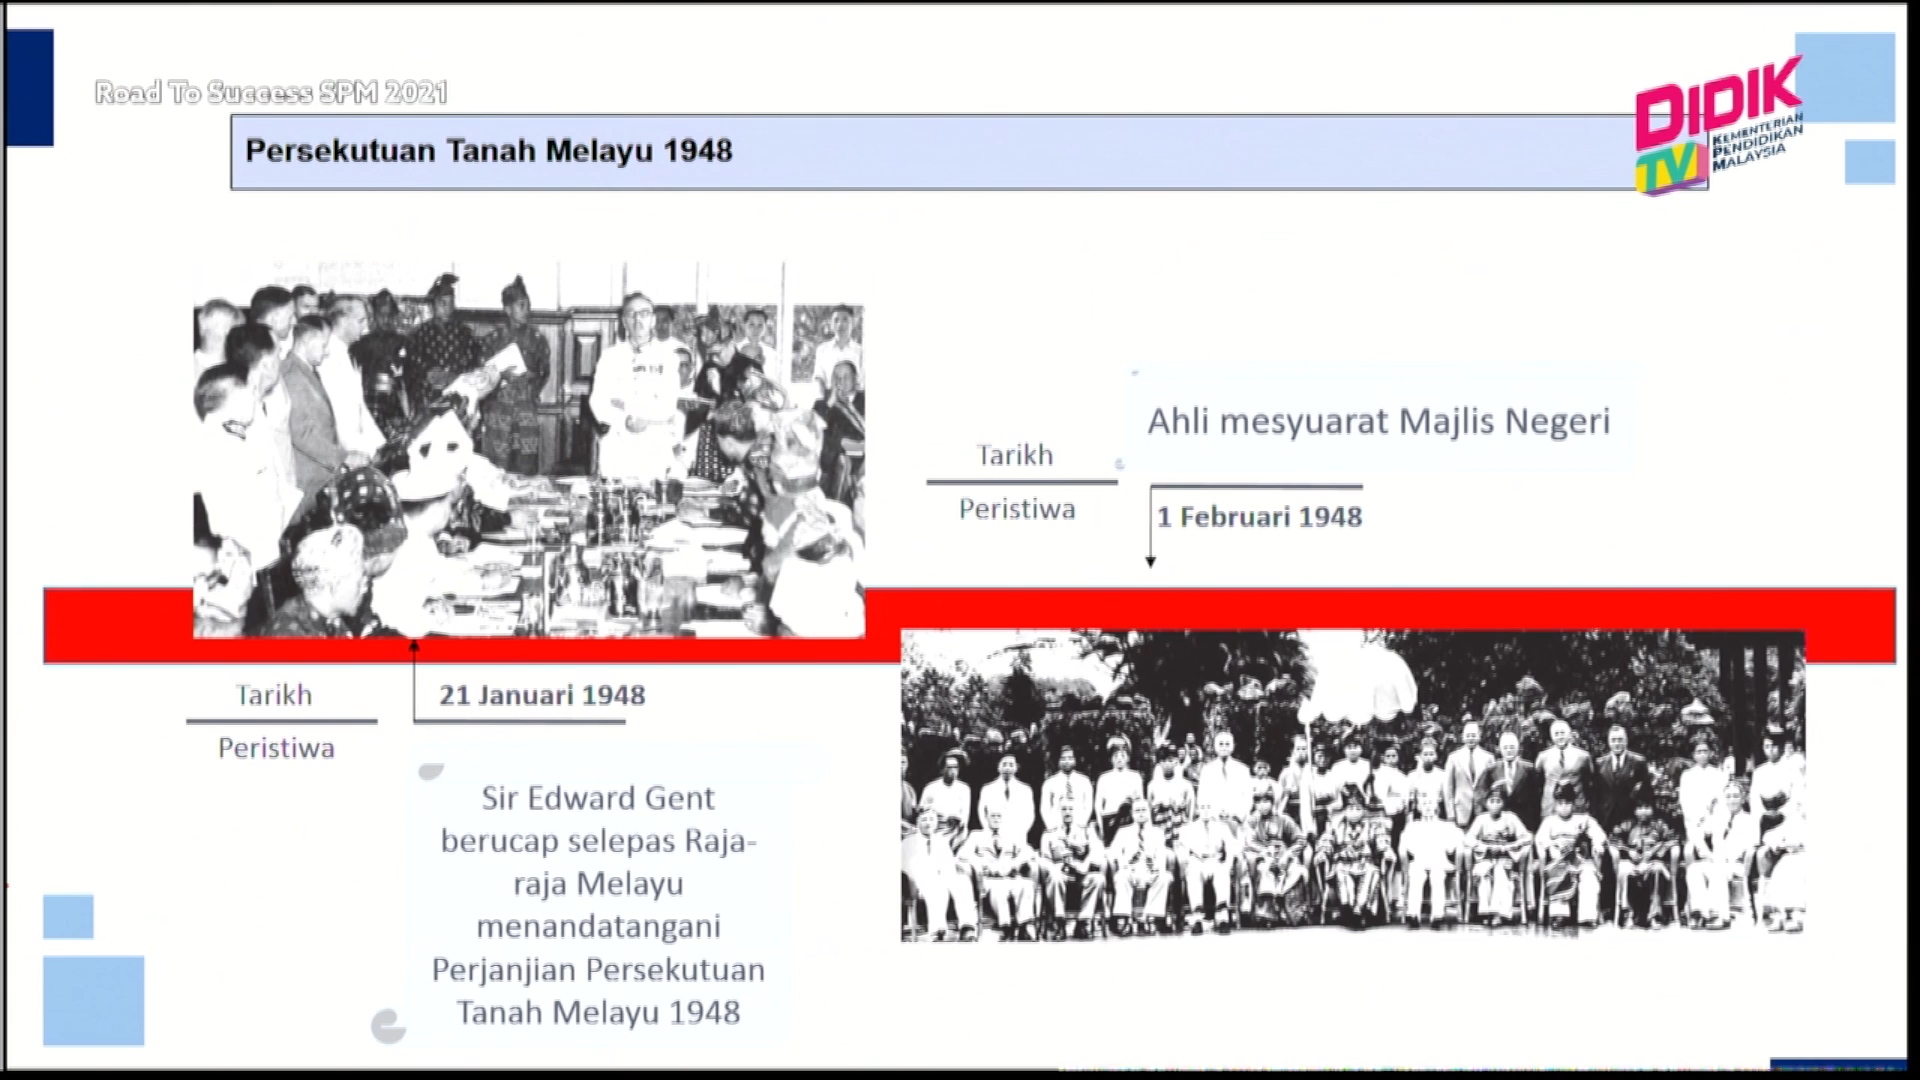 Road To Success SPM 2021
DIDIK
TV
KEMENTERIAN
PENDIDIKAN
MALAYSIA
Persekutuan Tanah Melayu 1948
Ahli mesyuarat Majlis Negeri
Tarikh
Peristiwa
1 Februari 1948
Tarikh
Peristiwa
21 Januari 1948
Sir Edward Gent
berucap selepas Raja-
raja Melayu
menandatangani
Perjanjian Persekutuan
Tanah Melayu 1948